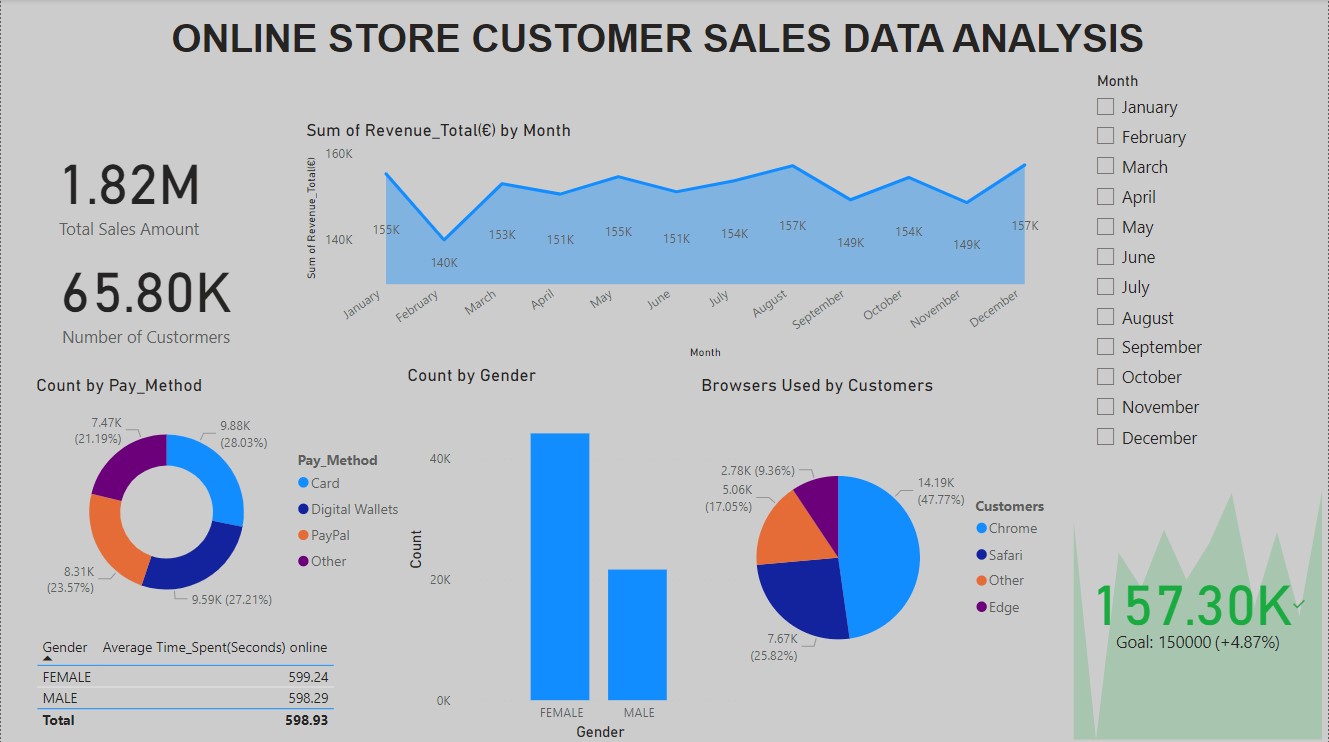 ONLINE STORE CUSTOMER SALES DATA ANALYSIS
1.82M
Total Sales Amount
65.80K
Number of Custormers
Sum of Revenue_Total(€) by Month
Sum of Revenue_Total(€)
160K
140K
155K
140K
153K
151K
155K
151K
154K
157K
149K
154K
149K
157K
January
February
March
April
May
June
July
August
September
October
November
December
Month
Month
January
February
March
April
May
June
July
August
September
October
November
December
Count by Pay_Method
7.47K
(21.19%)
9.88K
(28.03%)
8.31K
(23.57%)
9.59K (27.21%)
Pay_Method
Card
Digital Wallets
PayPal
Other
Gender Average Time_Spent(Seconds) online
FEMALE 599.24
MALE 598.29
Total 598.93
Count by Gender
Count
40K
20K
0K
FEMALE MALE
Gender
Browsers Used by Customers
2.78K (9.36%)
5.06K
(17.05%)
14.19K
(47.77%)
7.67K
(25.82%)
Customers
Chrome
Safari
Other
Edge
157.30K
Goal: 150000 (+4.87%)